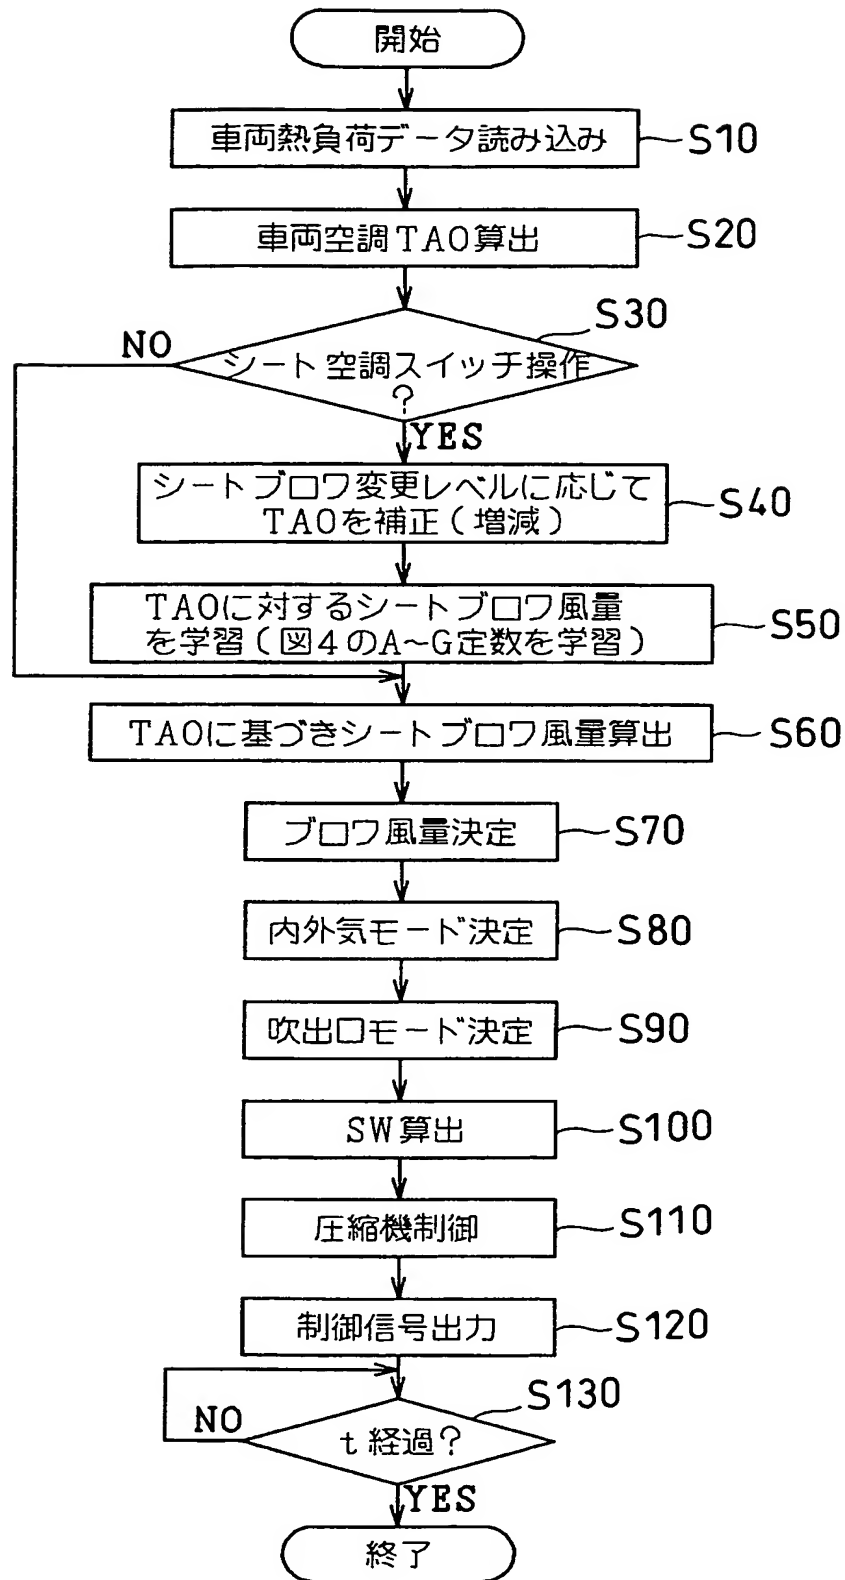 開始
車両熱負荷データ読み込み
S10
車両空調TAO算出
S20
S30
NO
シート空調スイッチ操作
?
YES
シートブロワ変更レベルに応じて
TAOを補正(増減)
S40
TAOに対するシートブロワ風量
を学習(図4のA~G定数を学習)
S50
TAOに基づきシートブロワ風量算出
S60
ブロワ風量決定
S70
内外気モード決定
S80
吹出口モード決定
S90
SW算出
S100
圧縮機制御
S110
制御信号出力
S120
S130
NO
t経過?
YES
終了